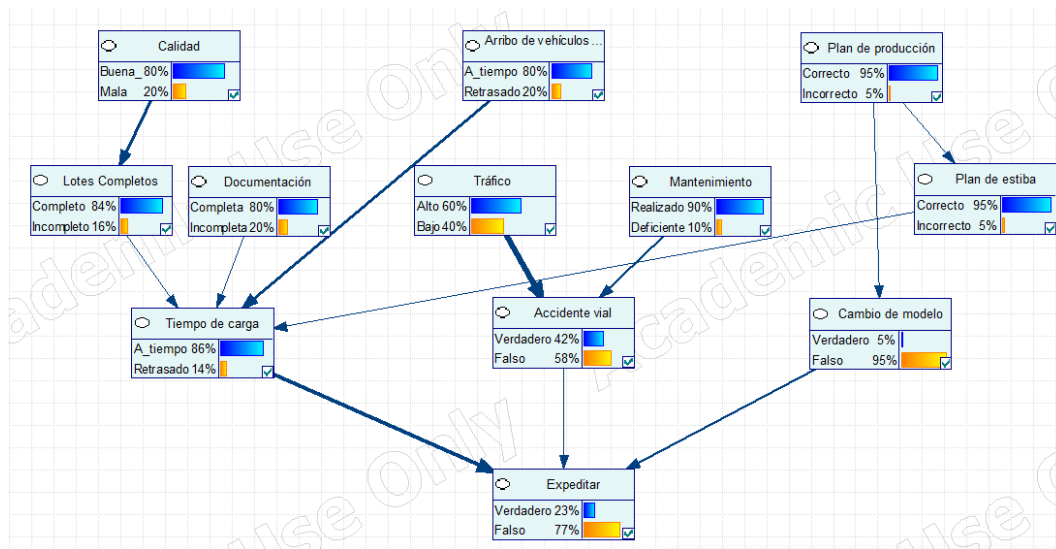 Calidad
Buena_ 80%
Mala 20%
Arribo de vehículos ...
A_tiempo 80%
Retrasado 20%
Plan de producción
Correcto 95%
Incorrecto 5%
Lotes Completos
Completo 84%
Incompleto 16%
Documentación
Completa 80%
Incompleta 20%
Tráfico
Alto 60%
Bajo 40%
Mantenimiento
Realizado 90%
Deficiente 10%
Plan de estiba
Correcto 95%
Incorrecto 5%
Tiempo de carga
A_tiempo 86%
Retrasado 14%
Accidente vial
Verdadero 42%
Falso 58%
Cambio de modelo
Verdadero 5%
Falso 95%
Expeditar
Verdadero 23%
Falso 77%
Academic Use Only